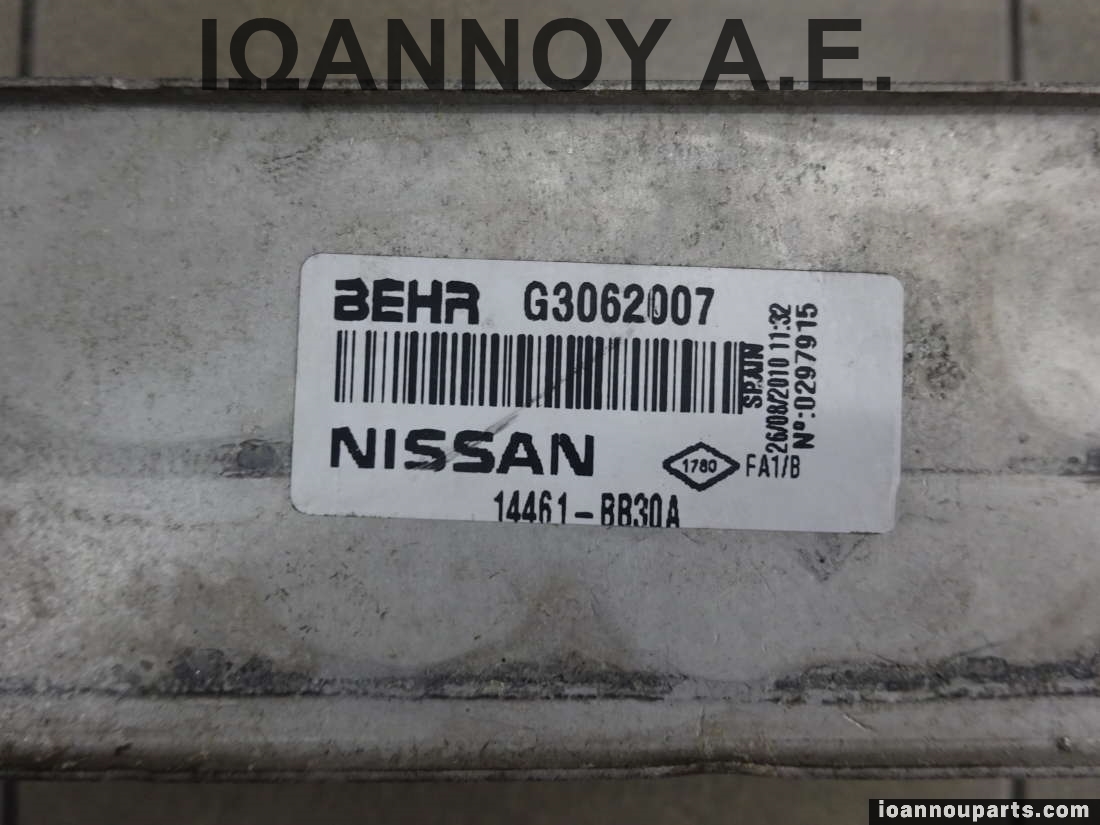 ΙΩΑΝΝΟΥ Α.Ε.
BEHR G3062007
SPAIN
26/08/2010 11:32
Nº:0297915
NISSAN
1780
FA1/B
14461-BB30A
ioannouparts.com